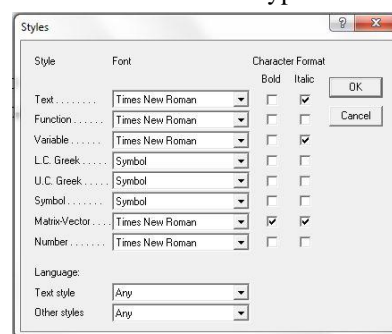 Styles
Style Font Character Format
Bold Italic
OK
Text . . . . . . . . Times New Roman
Cancel
Function . . . . . . Times New Roman
Variable . . . . . . Times New Roman
L.C. Greek . . . . . Symbol
U.C. Greek . . . . . Symbol
Symbol . . . . . . . Symbol
Matrix-Vector . . . . Times New Roman
Number . . . . . . . Times New Roman
Language:
Text style Any
Other styles Any